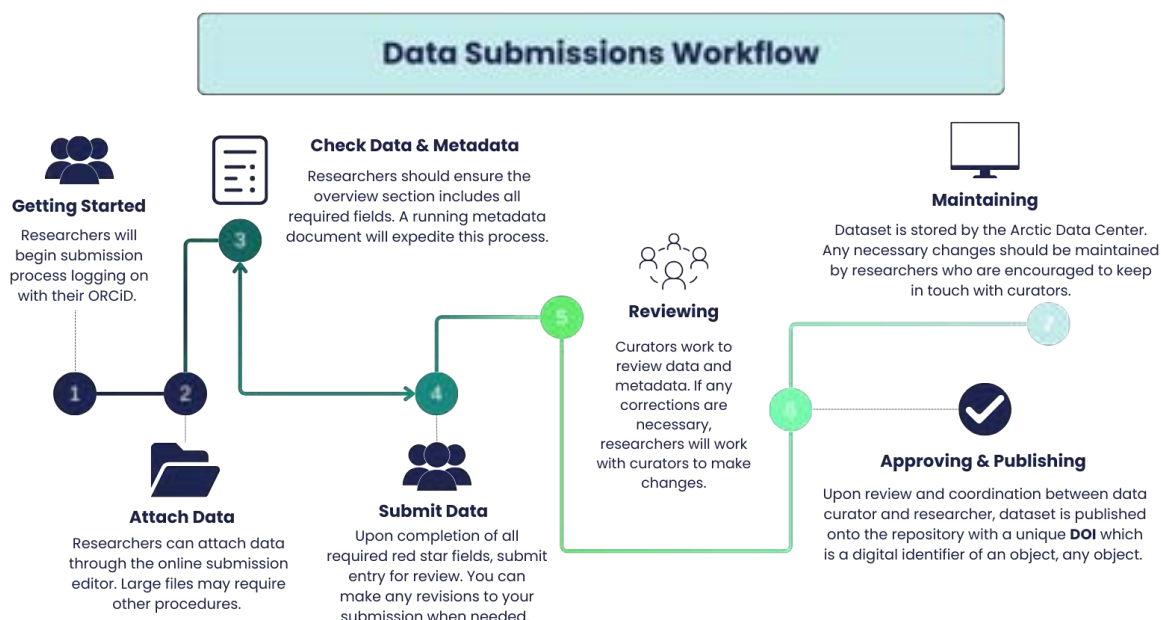 Data Submissions Workflow
1
Getting Started
Researchers will
begin submission
process logging on
with their ORCiD.
2
Attach Data
Researchers can attach data
through the online submission
editor. Large files may require
other procedures.
3
Check Data & Metadata
Researchers should ensure the
overview section includes all
required fields. A running metadata
document will expedite this process.
4
Submit Data
Upon completion of all
required red star fields, submit
entry for review. You can
make any revisions to your
submission when needed.
5
Reviewing
Curators work to
review data and
metadata. If any
corrections are
necessary,
researchers will work
with curators to make
changes.
6
Approving & Publishing
Upon review and coordination between data
curator and researcher, dataset is published
onto the repository with a unique DOI which
is a digital identifier of an object, any object.
7
Maintaining
Dataset is stored by the Arctic Data Center.
Any necessary changes should be maintained
by researchers who are encouraged to keep
in touch with curators.